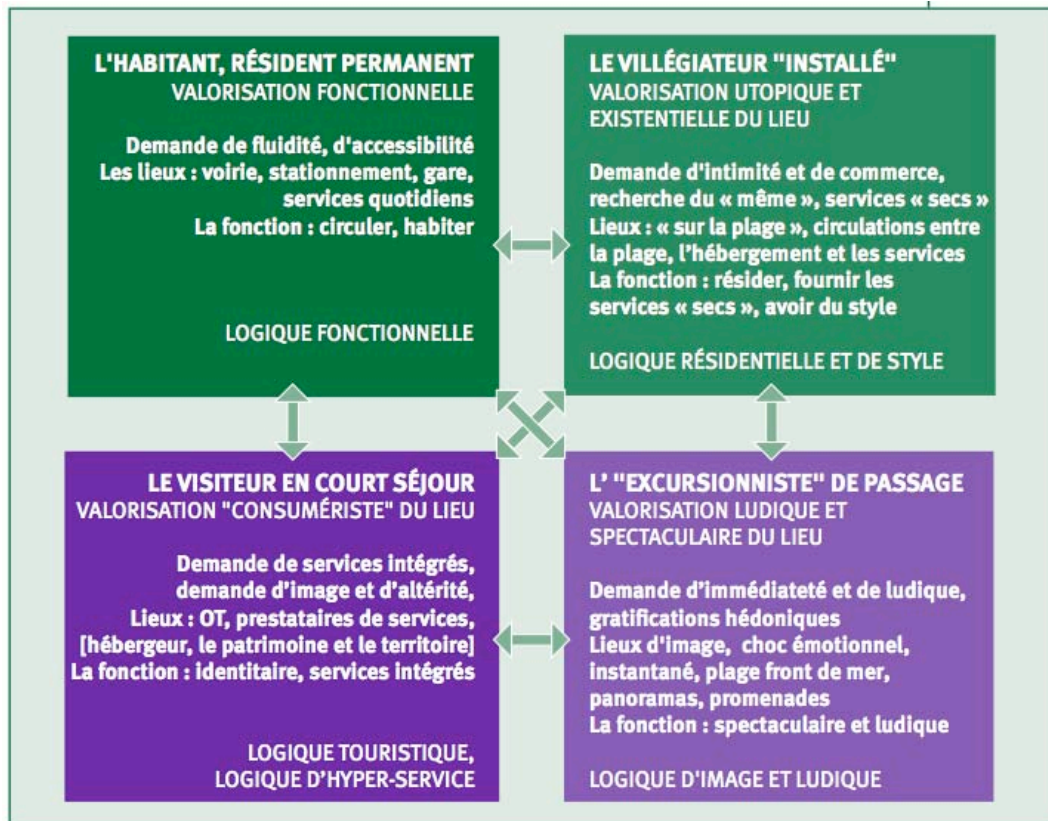 L'HABITANT, RÉSIDENT PERMANENT
VALORISATION FONCTIONNELLE
Demande de fluidité, d'accessibilité
Les lieux : voirie, stationnement, gare,
services quotidiens
La fonction : circuler, habiter
LOGIQUE FONCTIONNELLE
LE VILLÉGIATEUR "INSTALLÉ"
VALORISATION UTOPIQUE ET
EXISTENTIELLE DU LIEU
Demande d'intimité et de commerce,
recherche du « même », services « secs »
Lieux : « sur la plage », circulations entre
la plage, l'hébergement et les services
La fonction : résider, fournir les
services « secs », avoir du style
LOGIQUE RÉSIDENTIELLE ET DE STYLE
LE VISITEUR EN COURT SÉJOUR
VALORISATION "CONSUMÉRISTE" DU LIEU
Demande de services intégrés,
demande d'image et d'altérité,
Lieux : OT, prestataires de services,
[hébergeur, le patrimoine et le territoire]
La fonction : identitaire, services intégrés
LOGIQUE TOURISTIQUE,
LOGIQUE D'HYPER-SERVICE
L' "EXCURSIONNISTE" DE PASSAGE
VALORISATION LUDIQUE ET
SPECTACULAIRE DU LIEU
Demande d'immédiateté et de ludique,
gratifications hédoniques
Lieux d'image, choc émotionnel,
instantané, plage front de mer,
panoramas, promenades
La fonction : spectaculaire et ludique
LOGIQUE D'IMAGE ET LUDIQUE